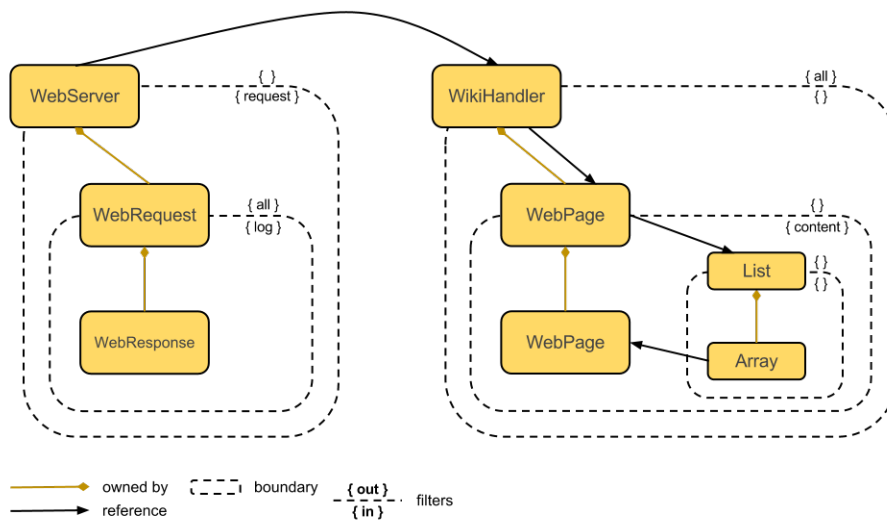 { }
{ request }
WebServer
{ all }
{ }
WikiHandler
WebRequest
{ all }
{ log }
WebPage
{ }
{ content }
List
{ }
{ }
WebResponse
WebPage
Array
owned by
boundary
{ out }
{ in }
filters
reference